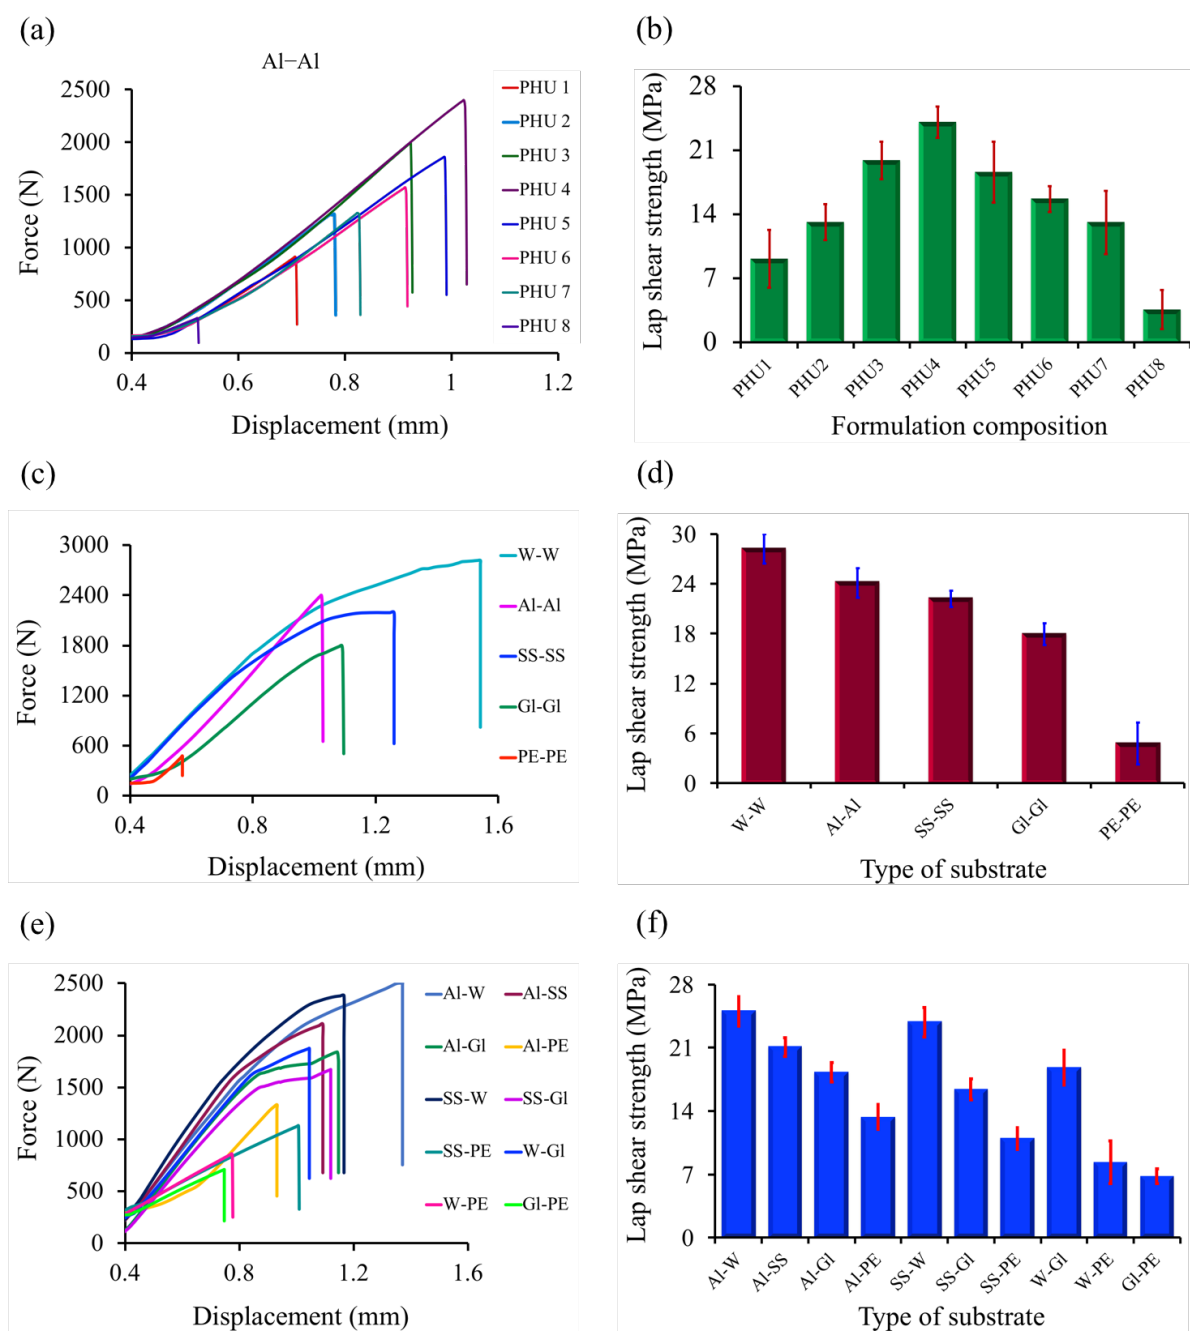 (a)
Al−Al
Force (N)
2500
2000
1500
1000
500
0
0.4
0.6
0.8
1
1.2
Displacement (mm)
PHU 1
PHU 2
PHU 3
PHU 4
PHU 5
PHU 6
PHU 7
PHU 8
(b)
Lap shear strength (MPa)
28
21
14
7
0
PHU1
PHU2
PHU3
PHU4
PHU5
PHU6
PHU7
PHU8
Formulation composition
(c)
Force (N)
3000
2400
1800
1200
600
0
0.4
0.8
1.2
1.6
Displacement (mm)
W-W
Al-Al
SS-SS
Gl-Gl
PE-PE
(d)
Lap shear strength (MPa)
30
24
18
12
6
0
W-W
Al-Al
SS-SS
Gl-Gl
PE-PE
Type of substrate
(e)
Force (N)
2500
2000
1500
1000
500
0
0.4
0.8
1.2
1.6
Displacement (mm)
Al-W Al-SS
Al-Gl Al-PE
SS-W SS-Gl
SS-PE W-Gl
W-PE Gl-PE
(f)
Lap shear strength (MPa)
28
21
14
7
0
Al-W
Al-SS
Al-Gl
Al-PE
SS-W
SS-Gl
SS-PE
W-Gl
W-PE
Gl-PE
Type of substrate